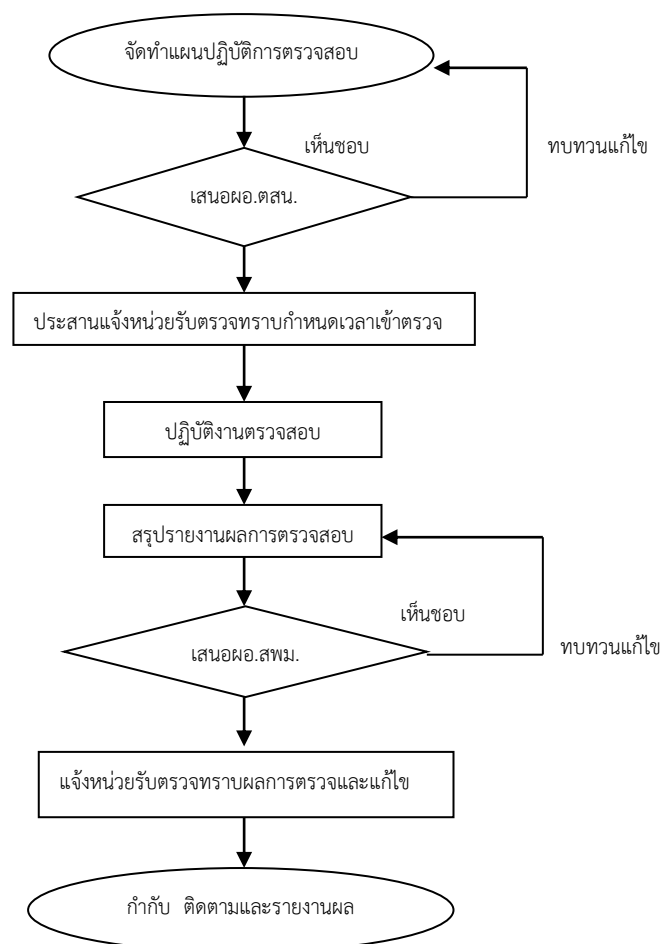 จัดทำแผนปฏิบัติการตรวจสอบ
เห็นชอบ
ทบทวนแก้ไข
เสนอผอ.ตสน.
ประสานแจ้งหน่วยรับตรวจทราบกำหนดเวลาเข้าตรวจ
ปฏิบัติงานตรวจสอบ
สรุปรายงานผลการตรวจสอบ
เห็นชอบ
ทบทวนแก้ไข
เสนอผอ.สพม.
แจ้งหน่วยรับตรวจทราบผลการตรวจและแก้ไข
กำกับ ติดตามและรายงานผล